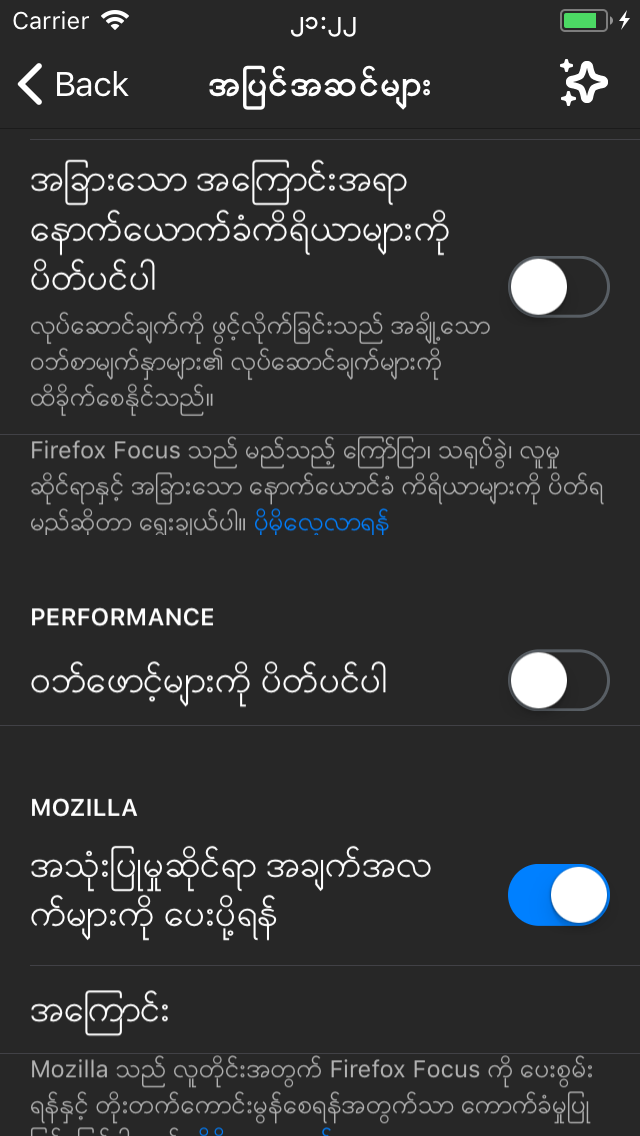 Carrier ၂၁:၂၂
Back အပြင်အဆင်များ
အခြားသော အကြောင်းအရာ
နောက်ယောက်ခံကိရိယာများကို
ပိတ်ပင်ပါ
လုပ်ဆောင်ချက်ကို ဖွင့်လိုက်ခြင်းသည် အချို့သော
ဝဘ်စာမျက်နှာများ၏ လုပ်ဆောင်ချက်များကို
ထိခိုက်စေနိုင်သည်။
Firefox Focus သည် မည်သည့် ကြော်ငြာ၊ သရုပ်ခွဲ၊ လူမှု
ဆိုင်ရာနှင့် အခြားသော နောက်ယောင်ခံ ကိရိယာများကို ပိတ်ရ
မည်ဆိုတာ ရွေးချယ်ပါ။ ပိုမိုလေ့လာရန်
PERFORMANCE
ဝဘ်ဖောင့်များကို ပိတ်ပင်ပါ
MOZILLA
အသုံးပြုမှုဆိုင်ရာ အချက်အလ
က်များကို ပေးပို့ရန်
အကြောင်း
Mozilla သည် လူတိုင်းအတွက် Firefox Focus ကို ပေးစွမ်း
ရန်နှင့် တိုးတက်ကောင်းမွန်စေရန်အတွက်သာ ကောက်ခံမှုပြု